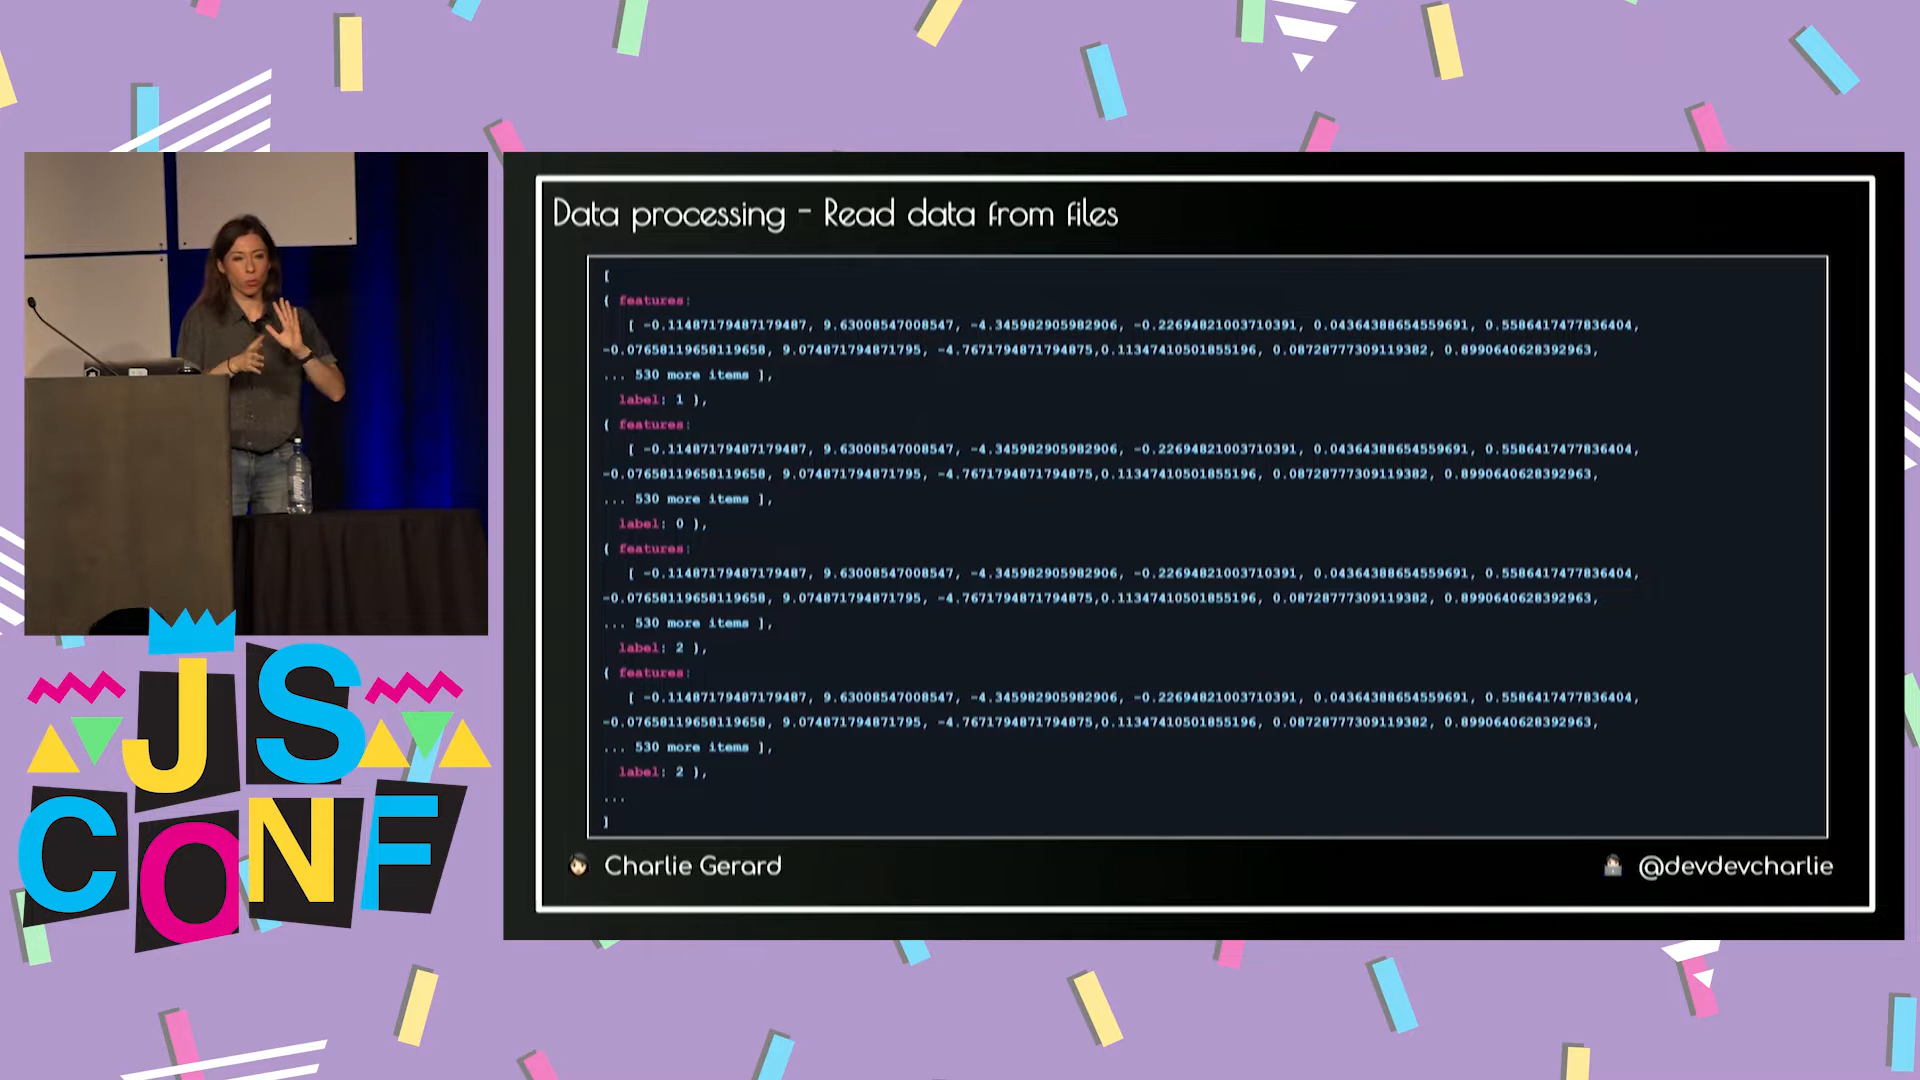 Data processing - Read data from files
[
{ features:
[ -0.11487179487179487, 9.63008547008547, -4.345982905982906, -0.22694821003710391, 0.04364388654559691, 0.5586417477836404,
-0.07658119658119658, 9.074871794871795, -4.7671794871794875,0.11347410501855196, 0.08728777309119382, 0.8990640628392963,
... 530 more items ],
label: 1 },
{ features:
[ -0.11487179487179487, 9.63008547008547, -4.345982905982906, -0.22694821003710391, 0.04364388654559691, 0.5586417477836404,
-0.07658119658119658, 9.074871794871795, -4.7671794871794875,0.11347410501855196, 0.08728777309119382, 0.8990640628392963,
... 530 more items ],
label: 0 },
{ features:
[ -0.11487179487179487, 9.63008547008547, -4.345982905982906, -0.22694821003710391, 0.04364388654559691, 0.5586417477836404,
-0.07658119658119658, 9.074871794871795, -4.7671794871794875,0.11347410501855196, 0.08728777309119382, 0.8990640628392963,
... 530 more items ],
label: 2 },
{ features:
[ -0.11487179487179487, 9.63008547008547, -4.345982905982906, -0.22694821003710391, 0.04364388654559691, 0.5586417477836404,
-0.07658119658119658, 9.074871794871795, -4.7671794871794875,0.11347410501855196, 0.08728777309119382, 0.8990640628392963,
... 530 more items ],
label: 2 },
...
]
Charlie Gerard
@devdevcharlie
JS
CONF